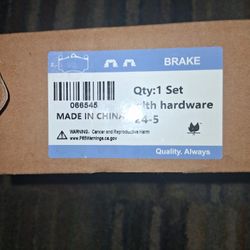 BRAKE
Qty:1 Set
with hardware
086545
MADE IN CHINA
24-5
WARNING: Cancer and Reproductive Harm
www.P65Warnings.ca.gov
Quality. Always